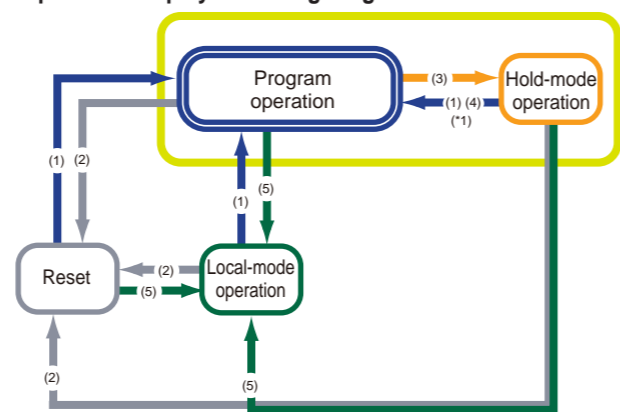 Program
operation
Hold-mode
operation
(3)
(1) (4)
(*1)
(1)
(2)
(1)
(5)
Reset
Local-mode
operation
(2)
(5)
(2)
(5)